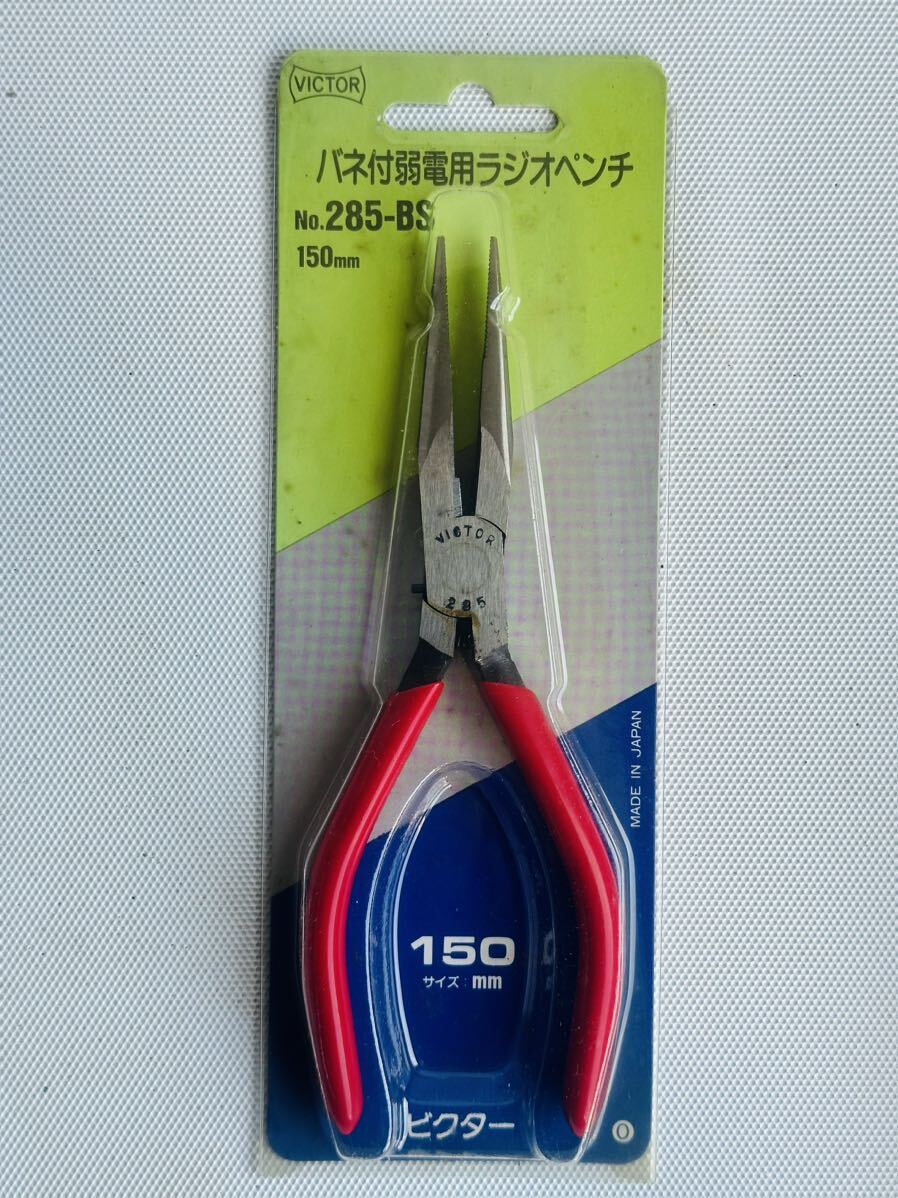 VICTOR
バネ付弱電用ラジオペンチ
No.285-BS
150mm
VICTOR
285
MADE IN JAPAN
150
サイズ:mm
ビクター
O